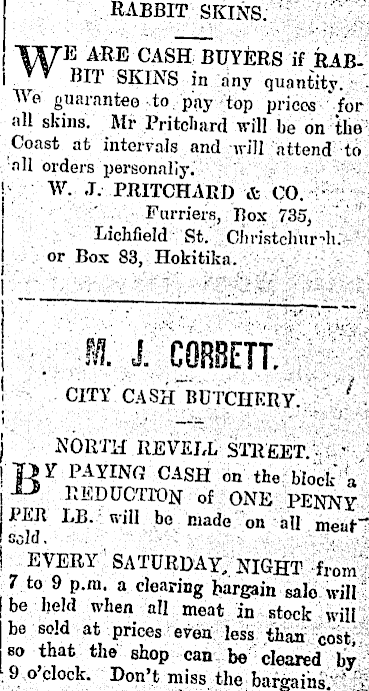 RABBIT SKINS.
WE ARE CASH BUYERS if RAB-
BIT SKINS in any quantity.
We guarantee to pay top prices for
all skins. Mr Pritchard will be on the
Coast at intervals and will attend to
all orders personally.
W. J. PRITCHARD & CO.
Furriers, Box 735,
Lichfield St. Christchurch.
or Box 83, Hokitika.
M. J. CORBETT.
CITY CASH BUTCHERY.
NORTH REVELL STREET.
BY PAYING CASH on the block a
REDUCTION of ONE PENNY
PER LB. will be made on all meat
sold.
EVERY SATURDAY NIGHT from
7 to 9 p.m. a clearing bargain sale will
be held when all meat in stock will
be sold at prices even less than cost,
so that the shop can be cleared by
9 o'clock. Don't miss the bargains.